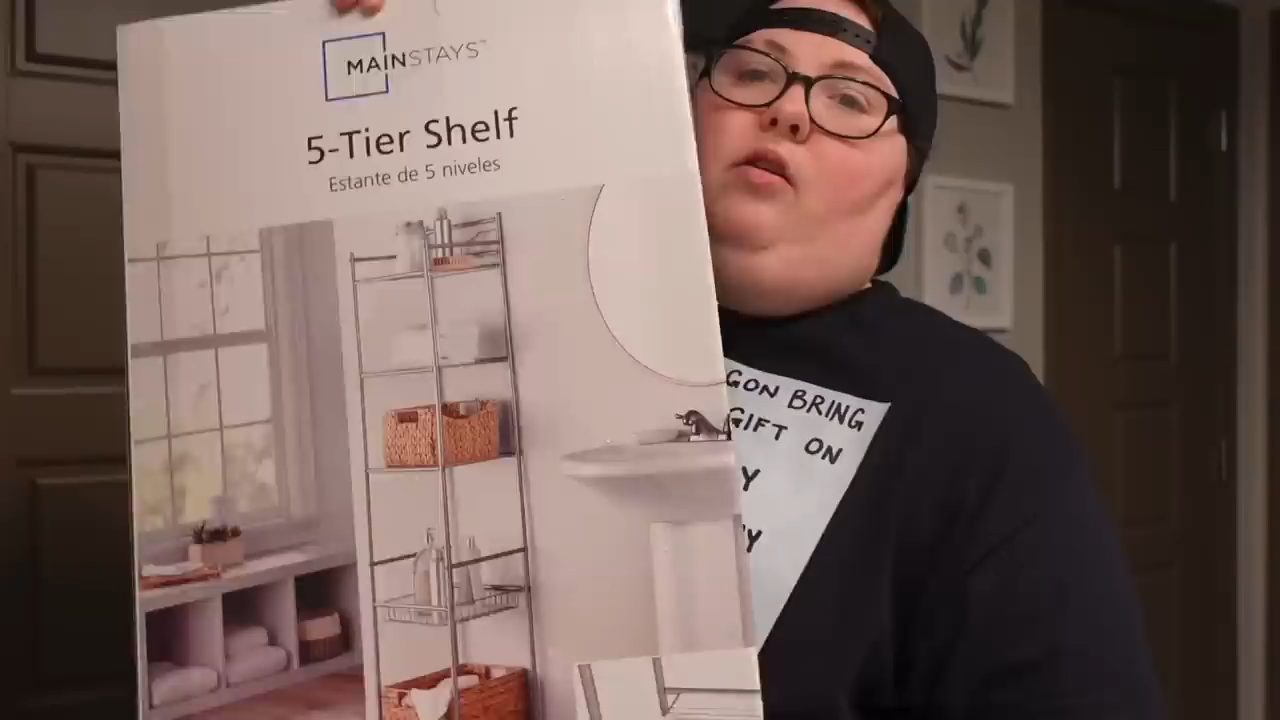 MAINSTAYS™
5-Tier Shelf
Estante de 5 niveles
GON BRING
GIFT ON
Y
Y